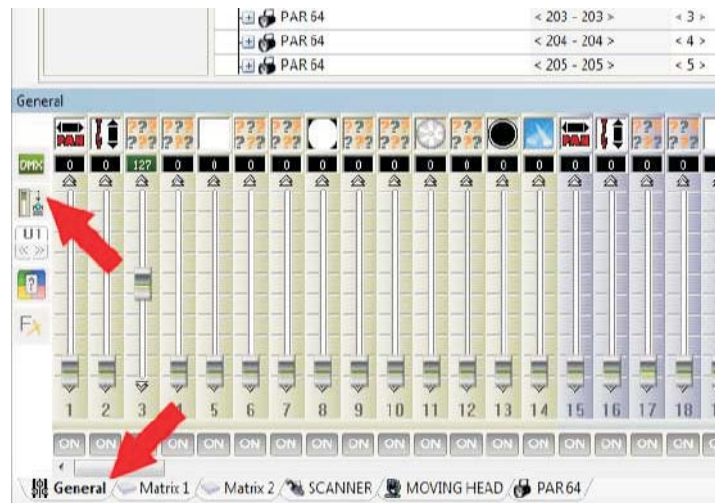 PAR 64 < 203 - 203 > < 3 >
PAR 64 < 204 - 204 > < 4 >
PAR 64 < 205 - 205 > < 5 >
General
PAN ??? ??? ??? ??? ??? ??? ??? ??? PAN ??? ???
DMX 0 0 127 0 0 0 0 0 0 0 0 0 0 0 0 0 0 0
U1
<< >>
?
FX
1 2 3 5 6 7 8 9 10 11 12 13 14 15 16 17 18
ON ON ON ON ON ON ON ON ON ON ON ON ON ON ON ON
General Matrix 1 Matrix 2 SCANNER MOVING HEAD PAR 64